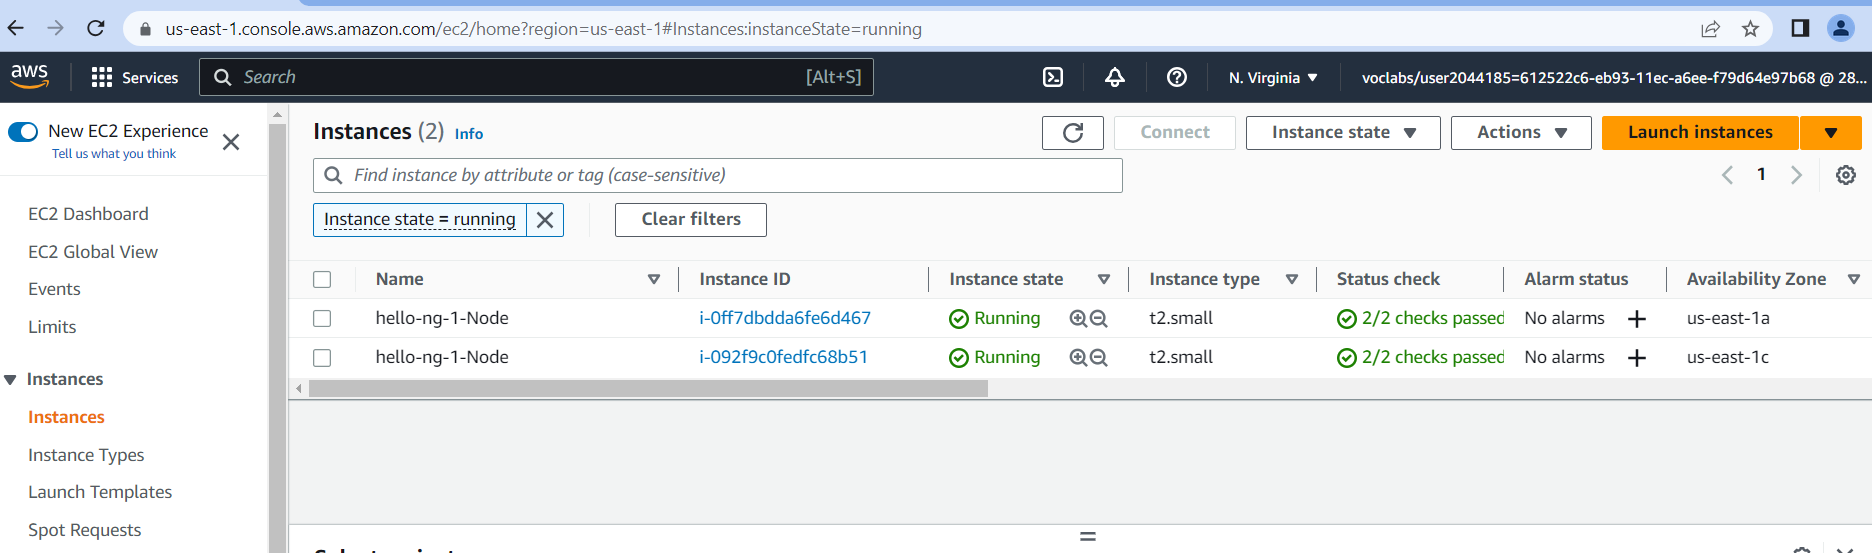 us-east-1.console.aws.amazon.com/ec2/home?region=us-east-1#Instances:instanceState=running
aws
Services
Search
[Alt+S]
N. Virginia
voclabs/user2044185=612522c6-eb93-11ec-a6ee-f79d64e97b68 @ 28...
New EC2 Experience
Tell us what you think
EC2 Dashboard
EC2 Global View
Events
Limits
Instances
Instances
Instance Types
Launch Templates
Spot Requests
Instances (2) Info
Connect
Instance state
Actions
Launch instances
Find instance by attribute or tag (case-sensitive)
1
Instance state = running
Clear filters
Name Instance ID Instance state Instance type Status check Alarm status Availability Zone
hello-ng-1-Node i-0ff7dbdda6fe6d467 Running t2.small 2/2 checks passed No alarms us-east-1a
hello-ng-1-Node i-092f9c0fedfc68b51 Running t2.small 2/2 checks passed No alarms us-east-1c